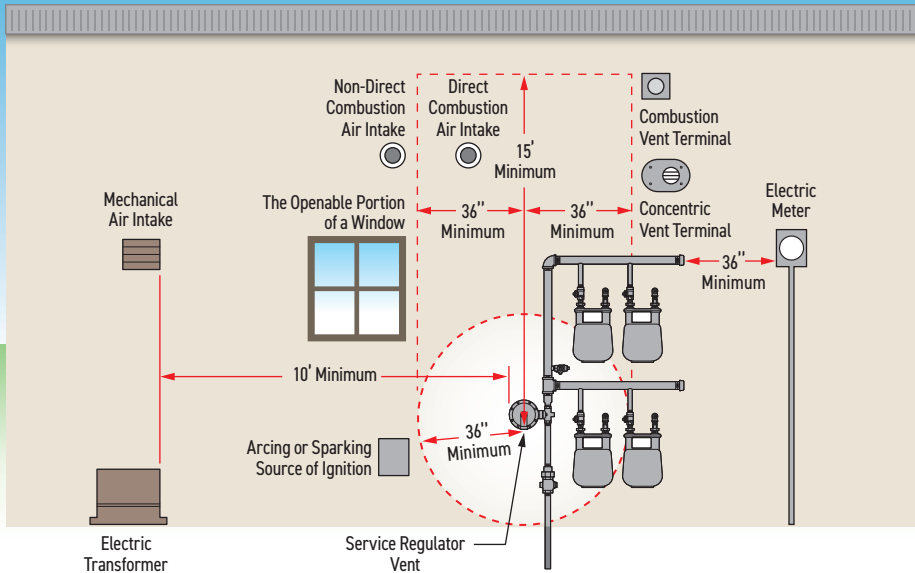 Non-Direct
Combustion
Air Intake
Direct
Combustion
Air Intake
Combustion
Vent Terminal
15'
Minimum
Mechanical
Air Intake
The Openable Portion
of a Window
36"
Minimum
36"
Minimum
Concentric
Vent Terminal
Electric
Meter
36"
Minimum
10' Minimum
36"
Minimum
Arcing or Sparking
Source of Ignition
Electric
Transformer
Service Regulator
Vent